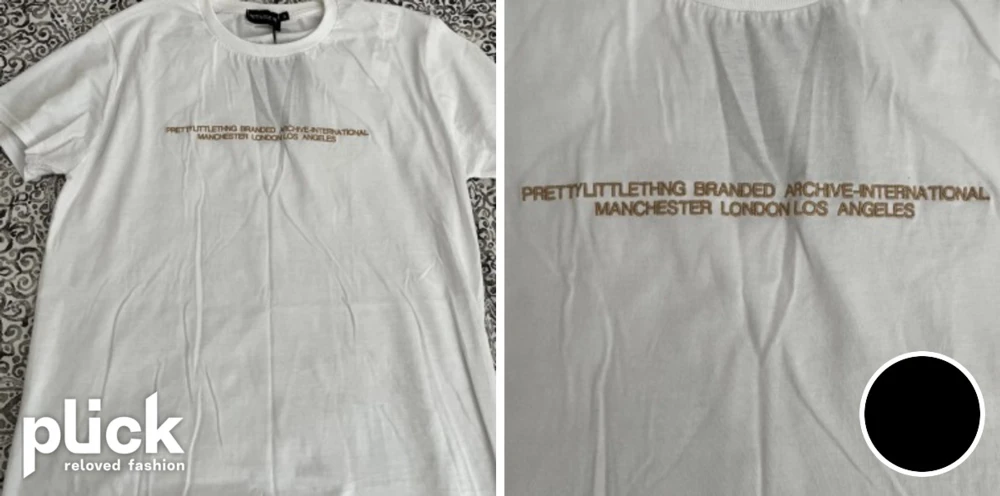 PRETTYLITTLETHNG BRANDED ARCHIVE-INTERNATIONAL
MANCHESTER LONDON LOS ANGELES
plick
reloved fashion
PRETTYLITTLETHNG BRANDED ARCHIVE-INTERNATIONAL
MANCHESTER LONDON LOS ANGELES